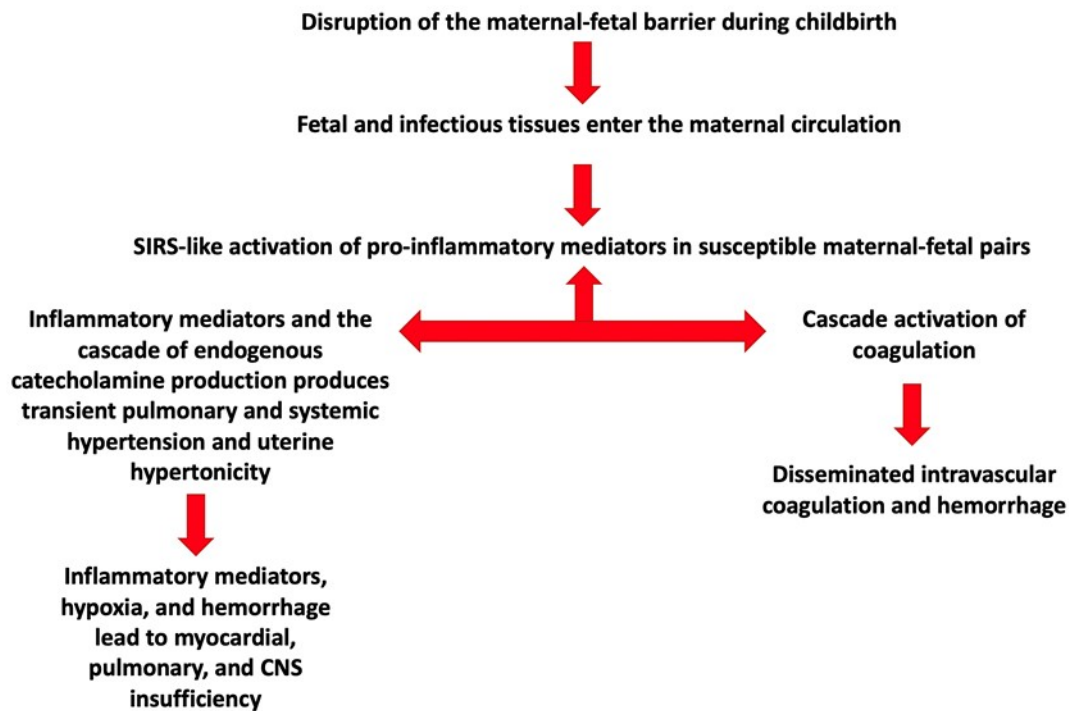 Disruption of the maternal-fetal barrier during childbirth
Fetal and infectious tissues enter the maternal circulation
SIRS-like activation of pro-inflammatory mediators in susceptible maternal-fetal pairs
Inflammatory mediators and the
cascade of endogenous
catecholamine production produces
transient pulmonary and systemic
hypertension and uterine
hypertonicity
Inflammatory mediators,
hypoxia, and hemorrhage
lead to myocardial,
pulmonary, and CNS
insufficiency
Cascade activation of
coagulation
Disseminated intravascular
coagulation and hemorrhage